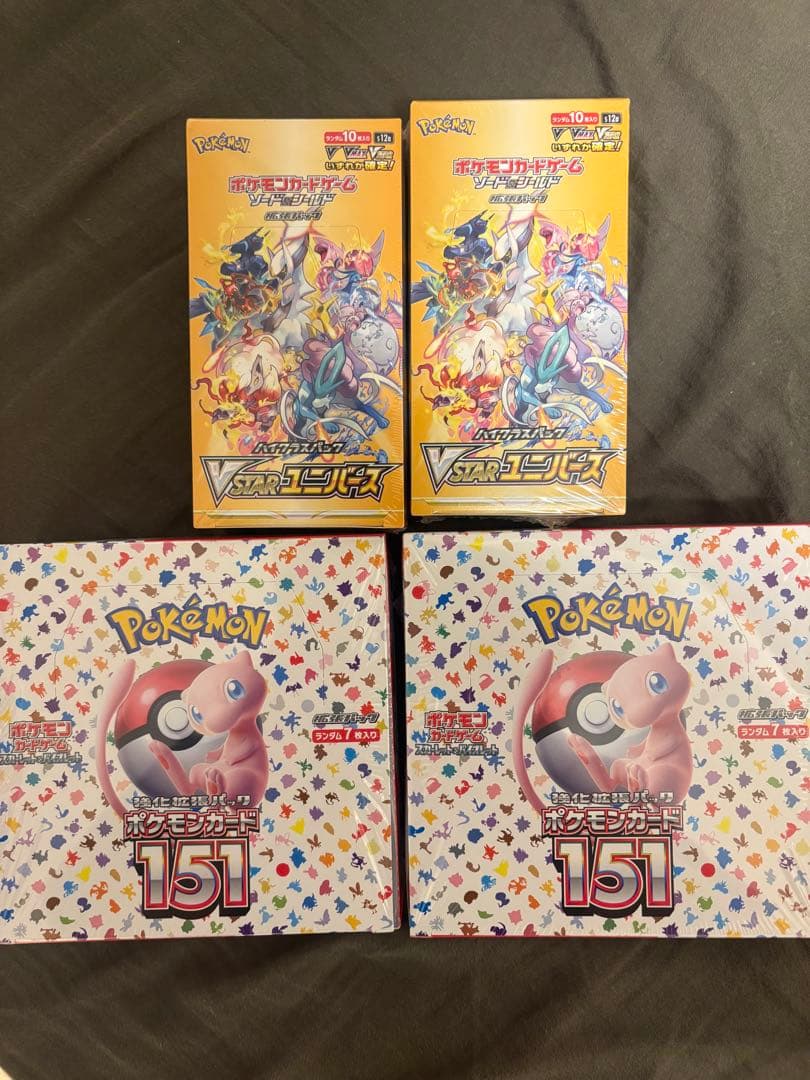 POKÉMON
ランダム10枚入り
s12a
V VMAX VSTAR
いずれか確定!
ポケモンカードゲーム
ソード&シールド
拡張パック
ハイクラスパック
VSTARユニバース
POKÉMON
ランダム10枚入り
s12a
V VMAX VSTAR
いずれか確定!
ポケモンカードゲーム
ソード&シールド
拡張パック
ハイクラスパック
VSTARユニバース
POKÉMON
ポケモン
カードゲーム
スカーレット&バイオレット
拡張パック
ランダム7枚入り
強化拡張パック
ポケモンカード
151
POKÉMON
ポケモン
カードゲーム
スカーレット&バイオレット
拡張パック
ランダム7枚入り
強化拡張パック
ポケモンカード
151